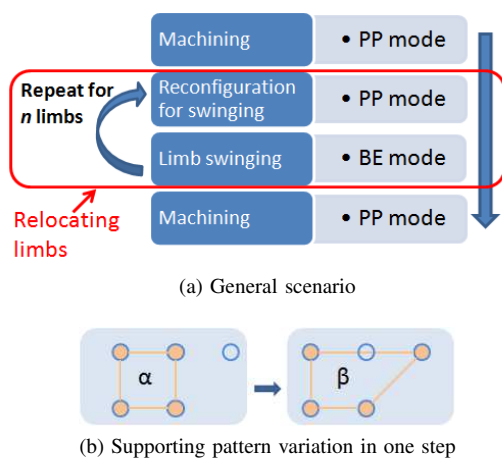 Machining
• PP mode
Repeat for
n limbs
Reconfiguration
for swinging
• PP mode
Limb swinging
• BE mode
Relocating
limbs
Machining
• PP mode
(a) General scenario
α
β
(b) Supporting pattern variation in one step